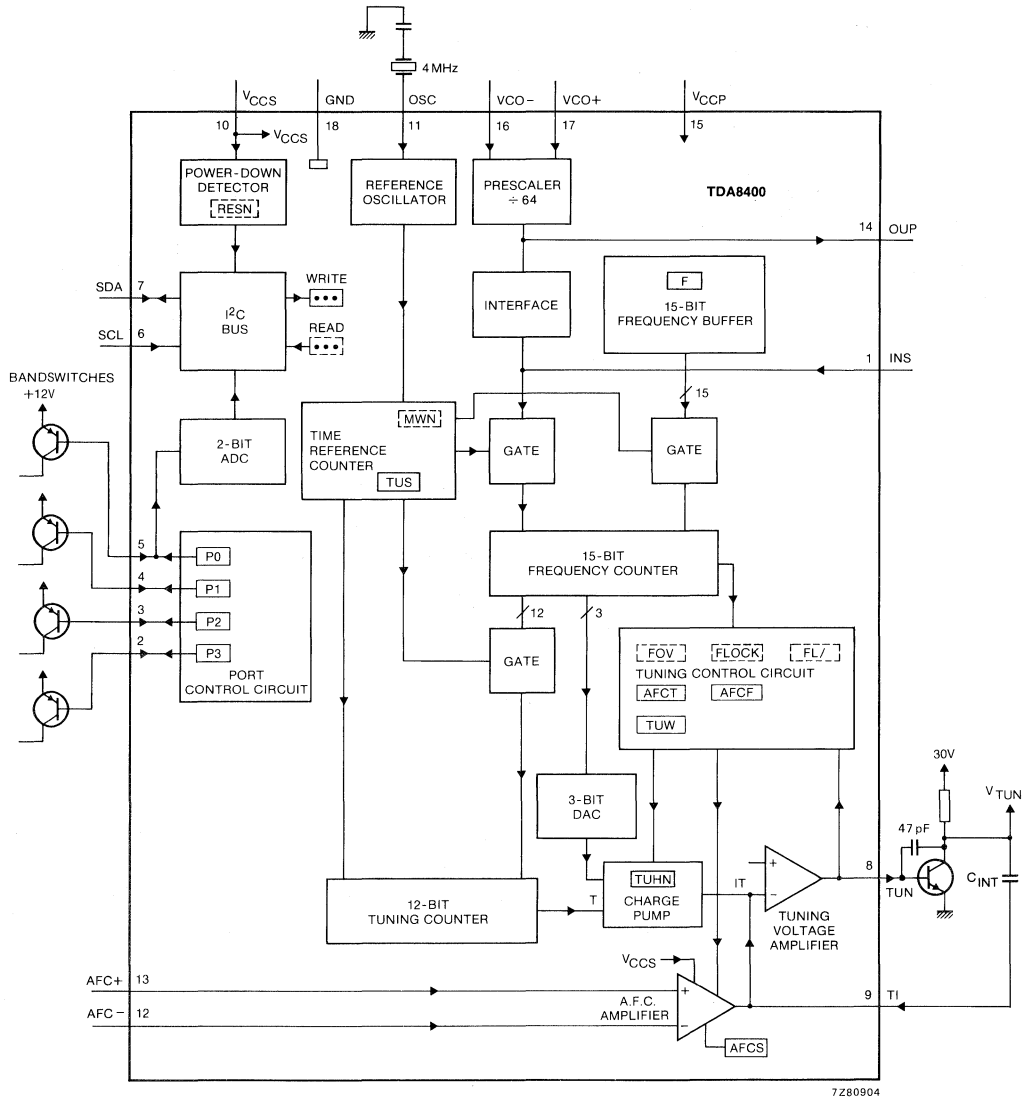 4 MHz
VCCS
GND
OSC
VCO-
VCO+
VCCP
10
18
11
16
17
15
VCCS
POWER-DOWN
DETECTOR
RESN
REFERENCE
OSCILLATOR
PRESCALER
÷ 64
TDA8400
14
OUP
SDA
7
SCL
6
I²C
BUS
WRITE
READ
INTERFACE
F
15-BIT
FREQUENCY BUFFER
1
INS
15
BANDSWITCHES
+12V
2-BIT
ADC
MWN
TIME
REFERENCE
COUNTER
TUS
GATE
GATE
5
4
3
2
P0
P1
P2
P3
PORT
CONTROL CIRCUIT
15-BIT
FREQUENCY COUNTER
12
3
GATE
FOV
FLOCK
FL/
TUNING CONTROL CIRCUIT
AFCT
AFCF
TUW
3-BIT
DAC
30V
VTUN
47 pF
8
TUN
CINT
12-BIT
TUNING COUNTER
T
TUHN
CHARGE
PUMP
IT
+
-
TUNING
VOLTAGE
AMPLIFIER
VCCS
AFC+
13
AFC-
12
+
-
A.F.C.
AMPLIFIER
AFCS
9
TI
7Z80904